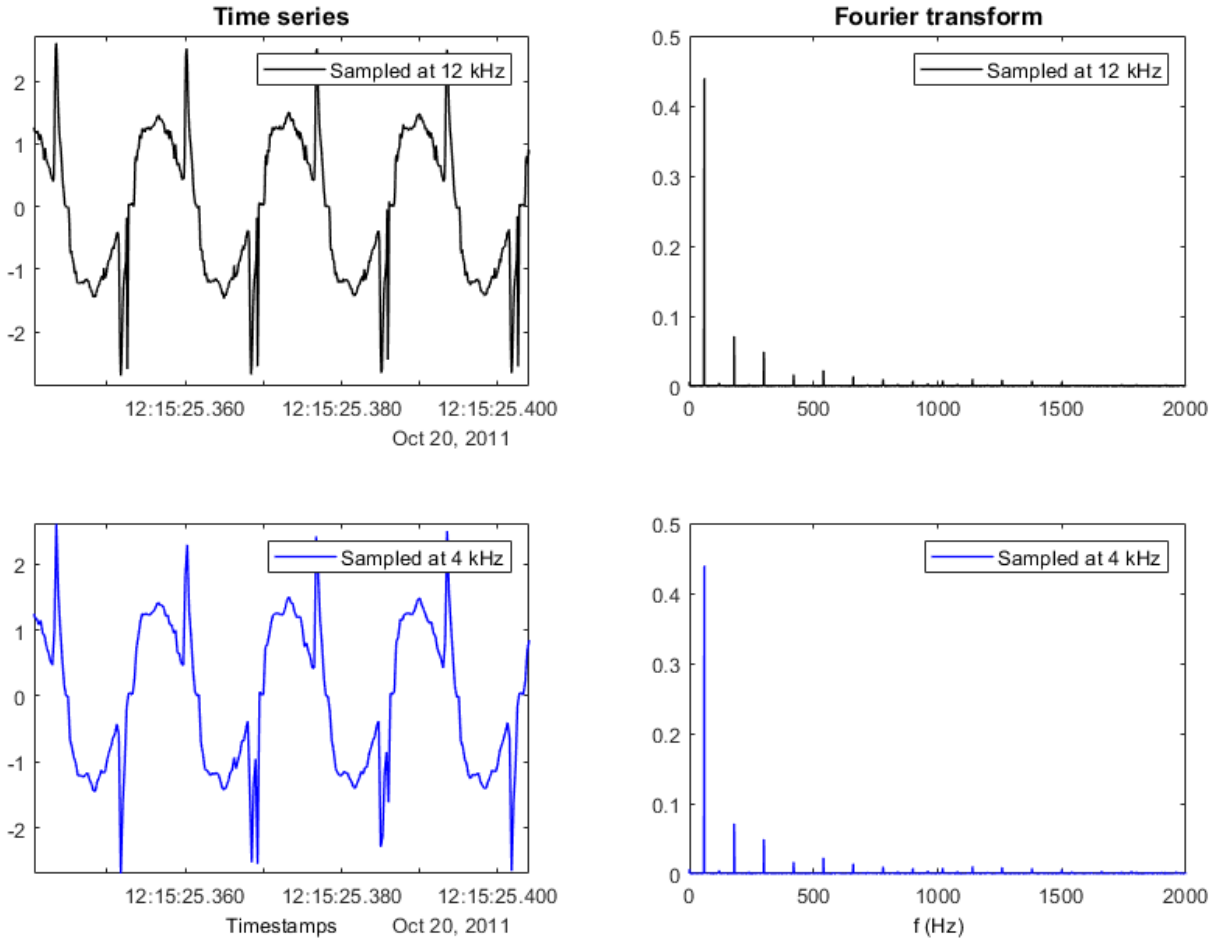 Time series
Sampled at 12 kHz
2
1
0
-1
-2
12:15:25.360 12:15:25.380 12:15:25.400
Oct 20, 2011
Fourier transform
Sampled at 12 kHz
0.5
0.4
0.3
0.2
0.1
0
0 500 1000 1500 2000
Sampled at 4 kHz
2
1
0
-1
-2
12:15:25.360 12:15:25.380 12:15:25.400
Timestamps Oct 20, 2011
Sampled at 4 kHz
0.5
0.4
0.3
0.2
0.1
0
0 500 1000 1500 2000
f (Hz)